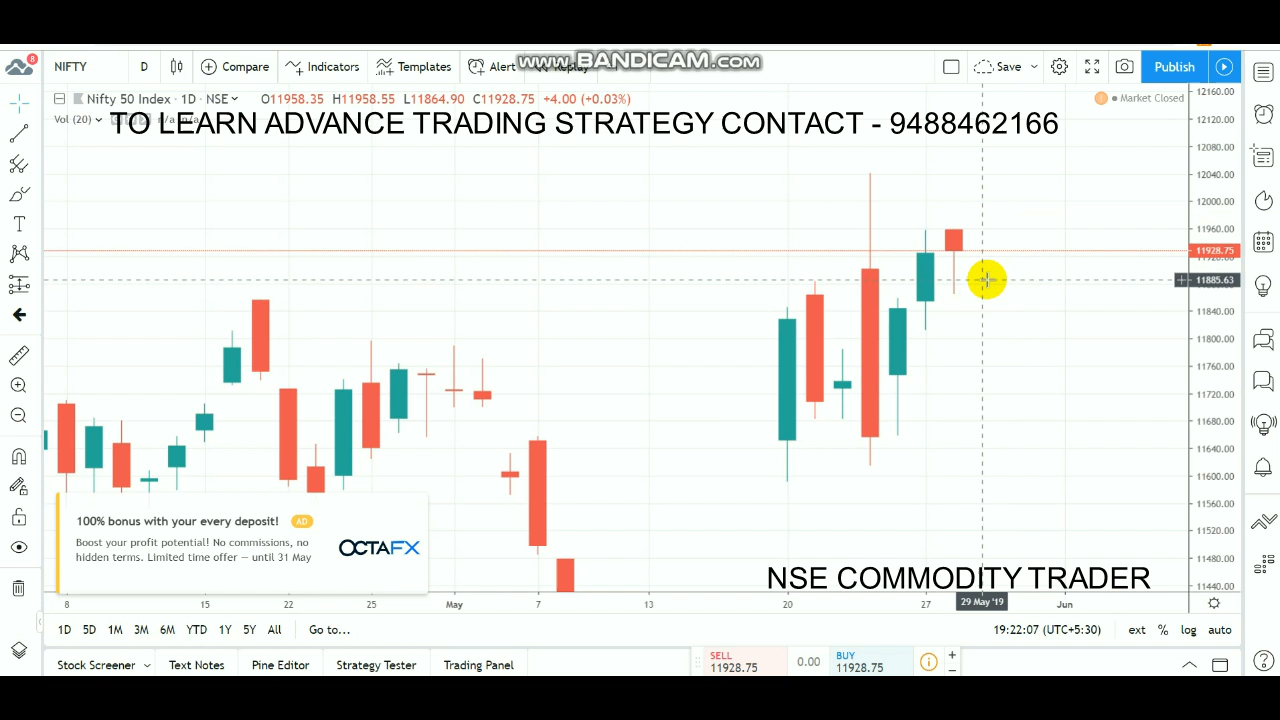 www.BANDICAM.com
8
NIFTY
D
Compare
Indicators
Templates
Alert
Replay
Save
Publish
Nifty 50 Index · 1D · NSE
O11958.35 H11958.55 L11864.90 C11928.75 +4.00 (+0.03%)
Market Closed
Vol (20)
n/a n/a
TO LEARN ADVANCE TRADING STRATEGY CONTACT - 9488462166
12160.00
12120.00
12080.00
12040.00
12000.00
11960.00
11928.75
11885.63
11840.00
11800.00
11760.00
11720.00
11680.00
11640.00
11600.00
11560.00
11520.00
11480.00
11440.00
100% bonus with your every deposit! AD
Boost your profit potential! No commissions, no
hidden terms. Limited time offer — until 31 May
OCTAFX
NSE COMMODITY TRADER
8 15 22 25 May 7 13 20 27 29 May '19 Jun
1D 5D 1M 3M 6M YTD 1Y 5Y All Go to...
19:22:07 (UTC+5:30) ext % log auto
Stock Screener
Text Notes
Pine Editor
Strategy Tester
Trading Panel
SELL
11928.75
0.00
BUY
11928.75